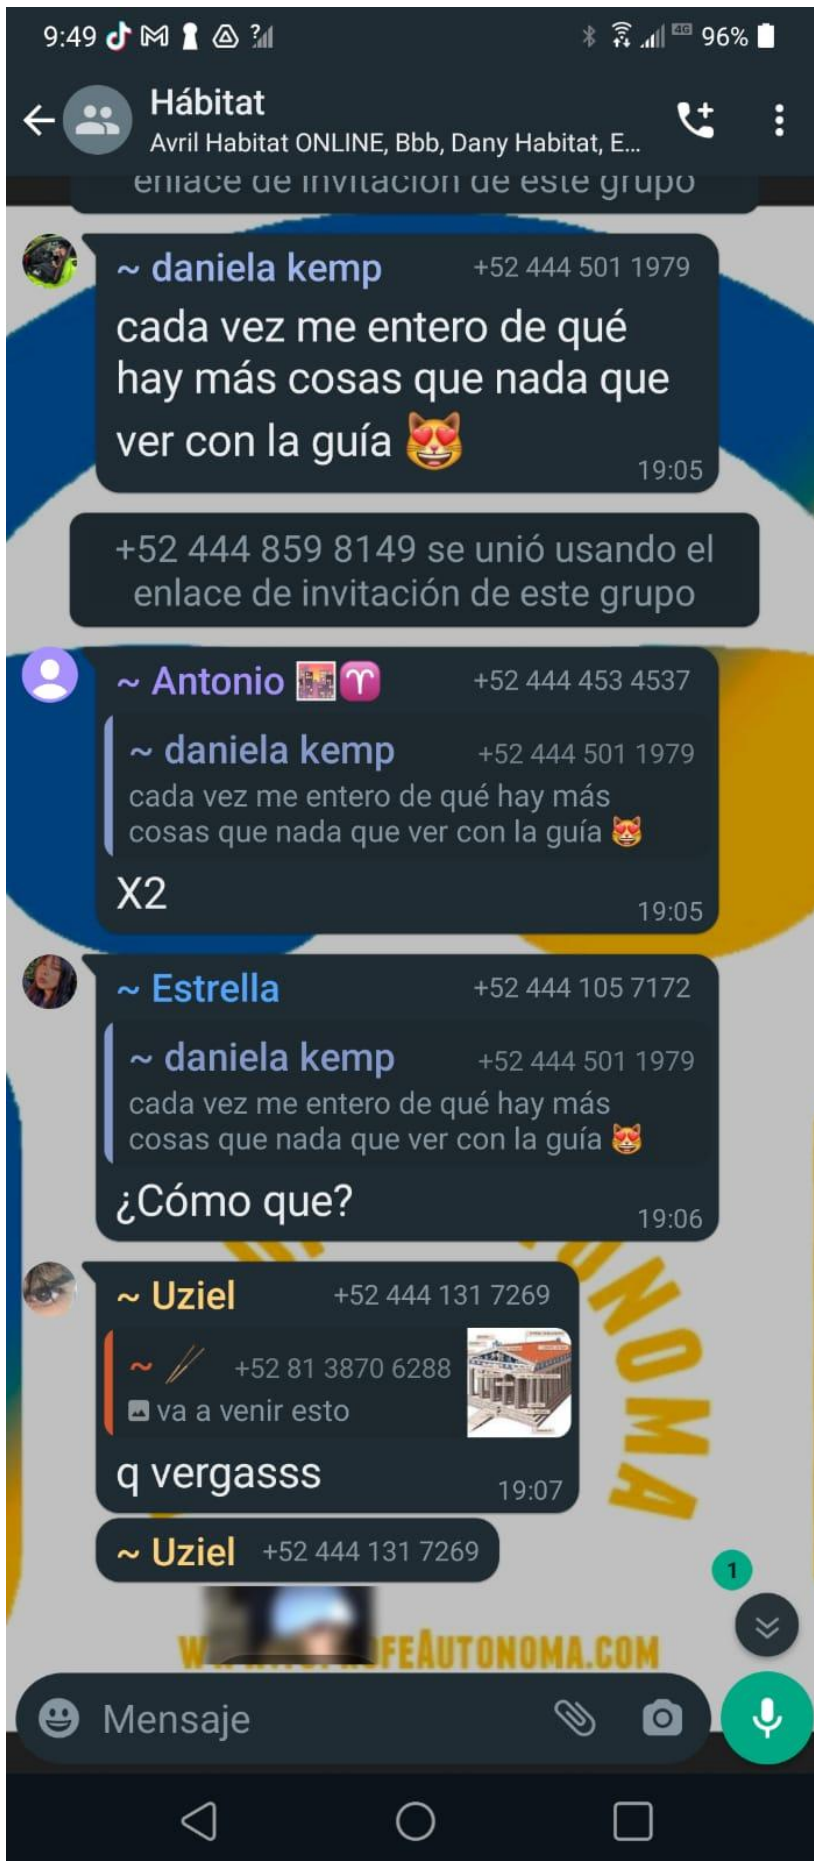 9:49
4G 96%
Hábitat
Avril Habitat ONLINE, Bbb, Dany Habitat, E...
enlace de invitación de este grupo
~ daniela kemp +52 444 501 1979
cada vez me entero de qué
hay más cosas que nada que
ver con la guía 😻
19:05
+52 444 859 8149 se unió usando el
enlace de invitación de este grupo
~ Antonio 🌇♈ +52 444 453 4537
~ daniela kemp +52 444 501 1979
cada vez me entero de qué hay más
cosas que nada que ver con la guía 😻
X2
19:05
~ Estrella +52 444 105 7172
~ daniela kemp +52 444 501 1979
cada vez me entero de qué hay más
cosas que nada que ver con la guía 😻
¿Cómo que?
19:06
~ Uziel +52 444 131 7269
~ 🥢 +52 81 3870 6288
va a venir esto
q vergasss
19:07
~ Uziel +52 444 131 7269
1
Mensaje